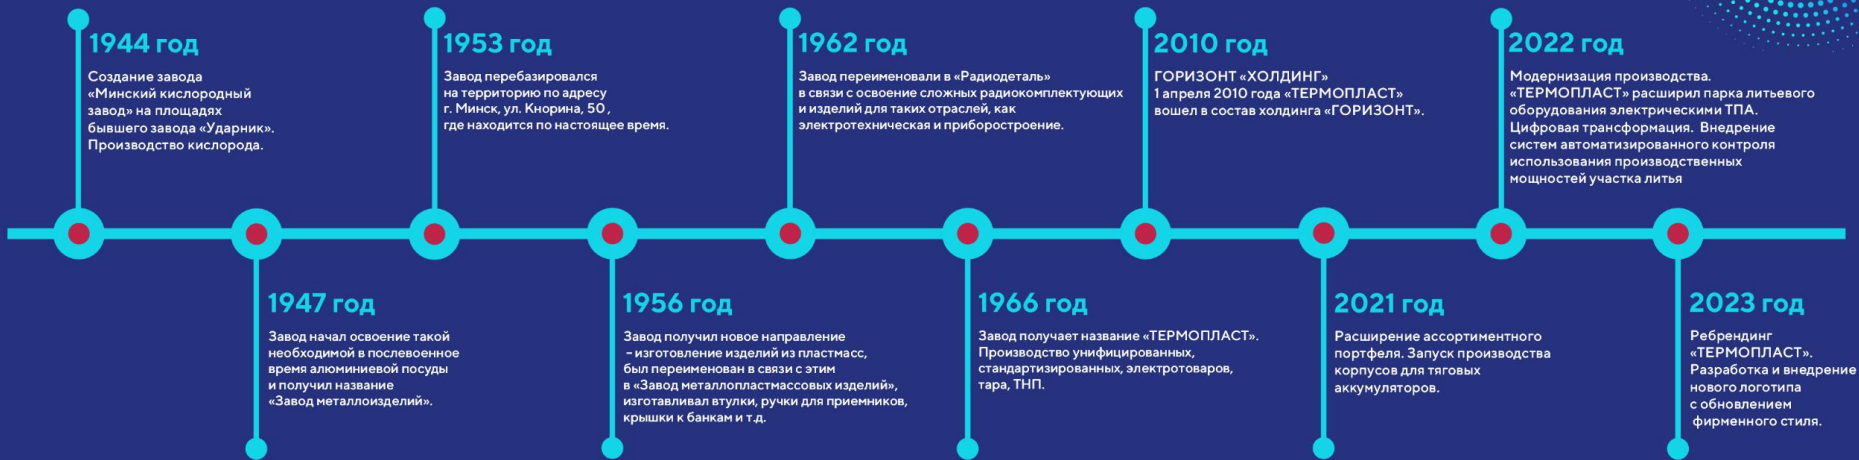 1944 год
Создание завода
«Минский кислородный
завод» на площадях
бывшего завода «Ударник».
Производство кислорода.
1947 год
Завод начал освоение такой
необходимой в послевоенное
время алюминиевой посуды
и получил название
«Завод металлоизделий».
1953 год
Завод перебазировался
на территорию по адресу
г. Минск, ул. Кнорина, 50 ,
где находится по настоящее время.
1956 год
Завод получил новое направление
– изготовление изделий из пластмасс,
был переименован в связи с этим
в «Завод металлопластмассовых изделий»,
изготавливал втулки, ручки для приемников,
крышки к банкам и т.д.
1962 год
Завод переименовали в «Радиодеталь»
в связи с освоение сложных радиокомплектующих
и изделий для таких отраслей, как
электротехническая и приборостроение.
1966 год
Завод получает название «ТЕРМОПЛАСТ».
Производство унифицированных,
стандартизированных, электротоваров,
тара, ТНП.
2010 год
ГОРИЗОНТ «ХОЛДИНГ»
1 апреля 2010 года «ТЕРМОПЛАСТ»
вошел в состав холдинга «ГОРИЗОНТ».
2021 год
Расширение ассортиментного
портфеля. Запуск производства
корпусов для тяговых
аккумуляторов.
2022 год
Модернизация производства.
«ТЕРМОПЛАСТ» расширил парка литьевого
оборудования электрическими ТПА.
Цифровая трансформация. Внедрение
систем автоматизированного контроля
использования производственных
мощностей участка литья
2023 год
Ребрендинг
«ТЕРМОПЛАСТ».
Разработка и внедрение
нового логотипа
с обновлением
фирменного стиля.